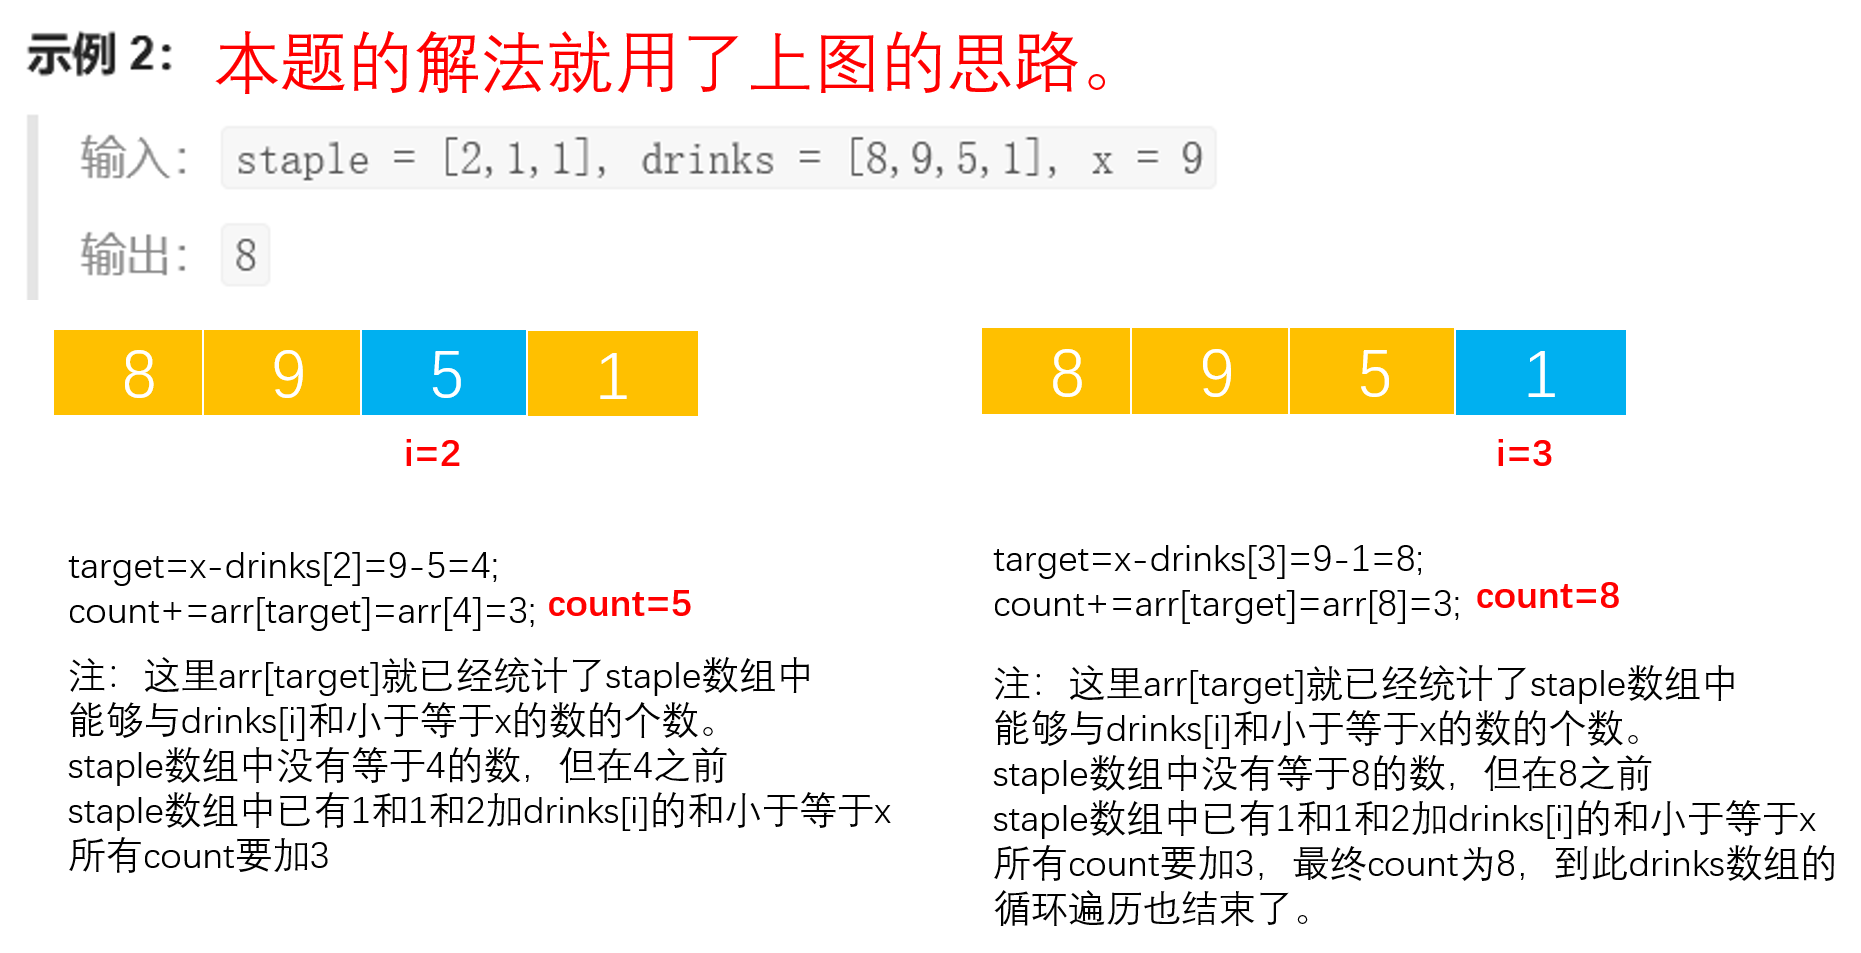 示例 2： 本题的解法就用了上图的思路。
输入： staple = [2,1,1], drinks = [8,9,5,1], x = 9
输出： 8
8 9 5 1
i=2
target=x-drinks[2]=9-5=4;
count+=arr[target]=arr[4]=3; count=5
注：这里arr[target]就已经统计了staple数组中
能够与drinks[i]和小于等于x的数的个数。
staple数组中没有等于4的数，但在4之前
staple数组中已有1和1和2加drinks[i]的和小于等于x
所有count要加3
8 9 5 1
i=3
target=x-drinks[3]=9-1=8;
count+=arr[target]=arr[8]=3; count=8
注：这里arr[target]就已经统计了staple数组中
能够与drinks[i]和小于等于x的数的个数。
staple数组中没有等于8的数，但在8之前
staple数组中已有1和1和2加drinks[i]的和小于等于x
所有count要加3，最终count为8，到此drinks数组的
循环遍历也结束了。